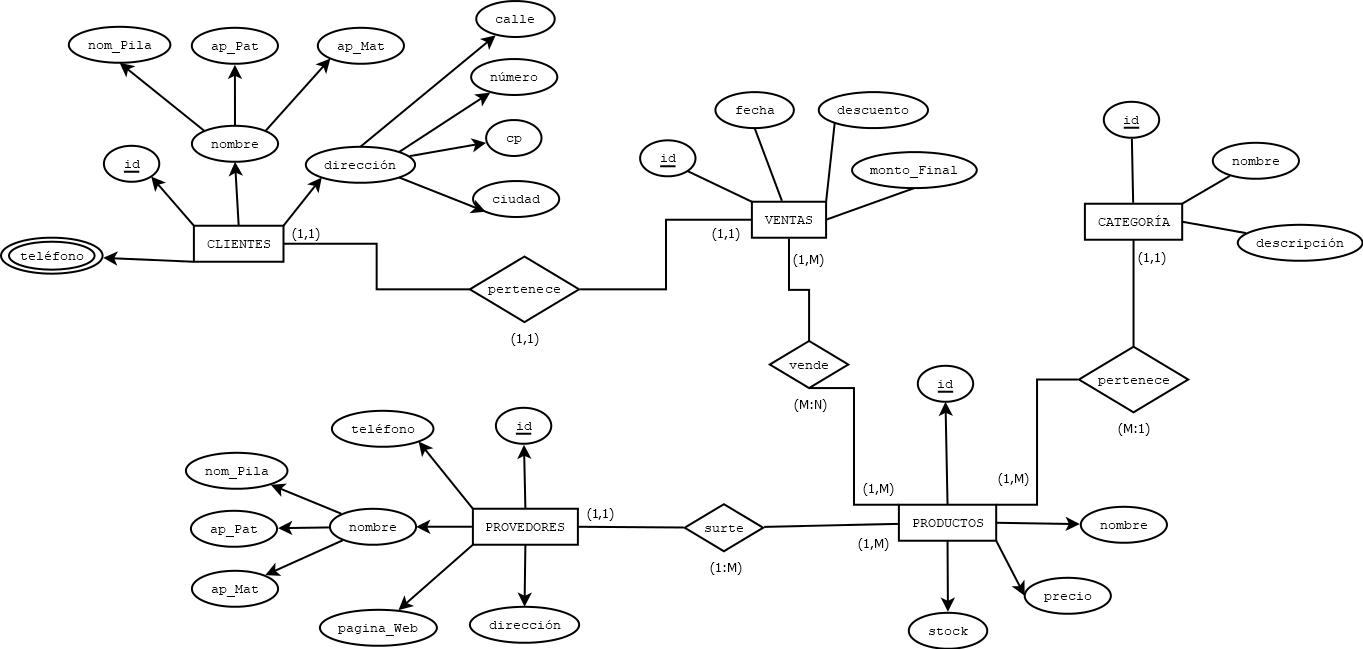 calle
nom_Pila
ap_Pat
ap_Mat
número
fecha
descuento
id
cp
nombre
id
dirección
id
nombre
monto_Final
ciudad
VENTAS
CATEGORÍA
(1,1)
(1,1)
CLIENTES
descripción
teléfono
(1,M)
(1,1)
pertenece
(1,1)
vende
pertenece
id
(M:N)
teléfono
id
(M:1)
nom_Pila
(1,M)
(1,M)
(1,1)
ap_Pat
nombre
PROVEDORES
surte
PRODUCTOS
nombre
(1,M)
(1:M)
ap_Mat
precio
pagina_Web
dirección
stock